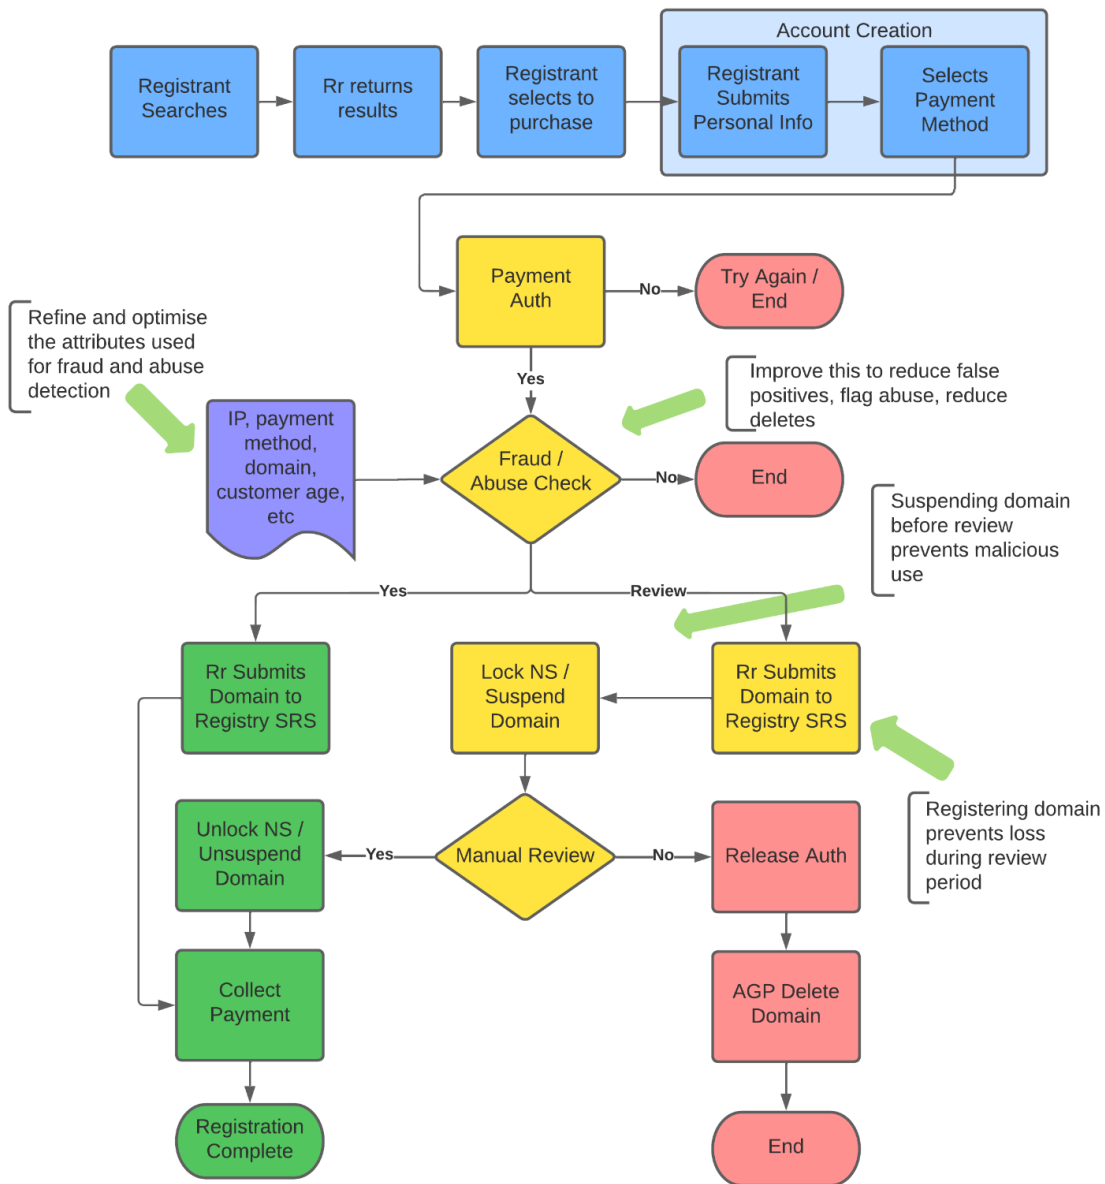 Account Creation
Registrant
Searches
Rr returns
results
Registrant
selects to
purchase
Registrant
Submits
Personal Info
Selects
Payment
Method
Payment
Auth
No
Try Again /
End
Refine and optimise
the attributes used
for fraud and abuse
detection
Yes
Improve this to reduce false
positives, flag abuse, reduce
deletes
IP, payment
method,
domain,
customer age,
etc
Fraud /
Abuse Check
No
End
Suspending domain
before review
prevents malicious
use
Yes
Review
Rr Submits
Domain to
Registry SRS
Lock NS /
Suspend
Domain
Rr Submits
Domain to
Registry SRS
Registering domain
prevents loss
during review
period
Unlock NS /
Unsuspend
Domain
Yes
Manual Review
No
Release Auth
Collect
Payment
AGP Delete
Domain
Registration
Complete
End